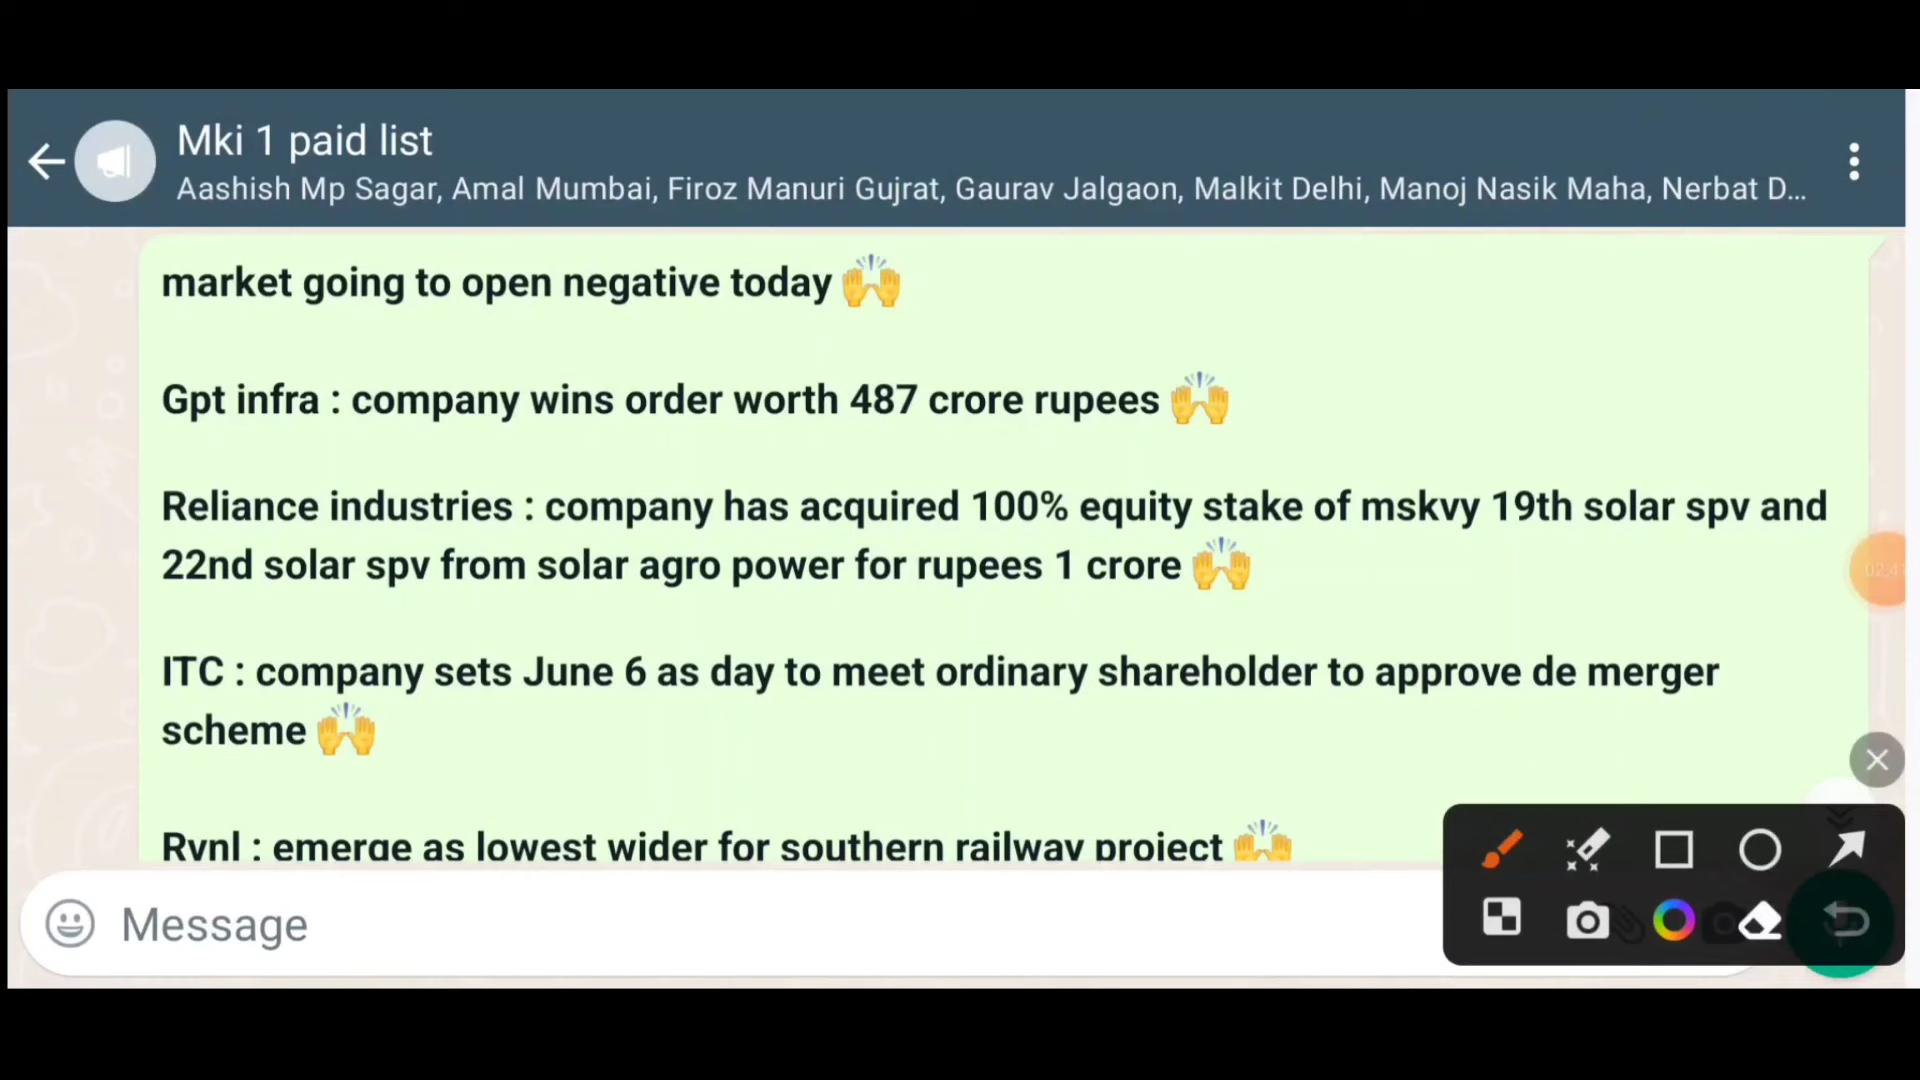 Mki 1 paid list
Aashish Mp Sagar, Amal Mumbai, Firoz Manuri Gujrat, Gaurav Jalgaon, Malkit Delhi, Manoj Nasik Maha, Nerbat D...
market going to open negative today 🙌
Gpt infra : company wins order worth 487 crore rupees 🙌
Reliance industries : company has acquired 100% equity stake of mskvy 19th solar spv and
22nd solar spv from solar agro power for rupees 1 crore 🙌
ITC : company sets June 6 as day to meet ordinary shareholder to approve de merger
scheme 🙌
Rvnl : emerge as lowest wider for southern railway project 🙌
Message